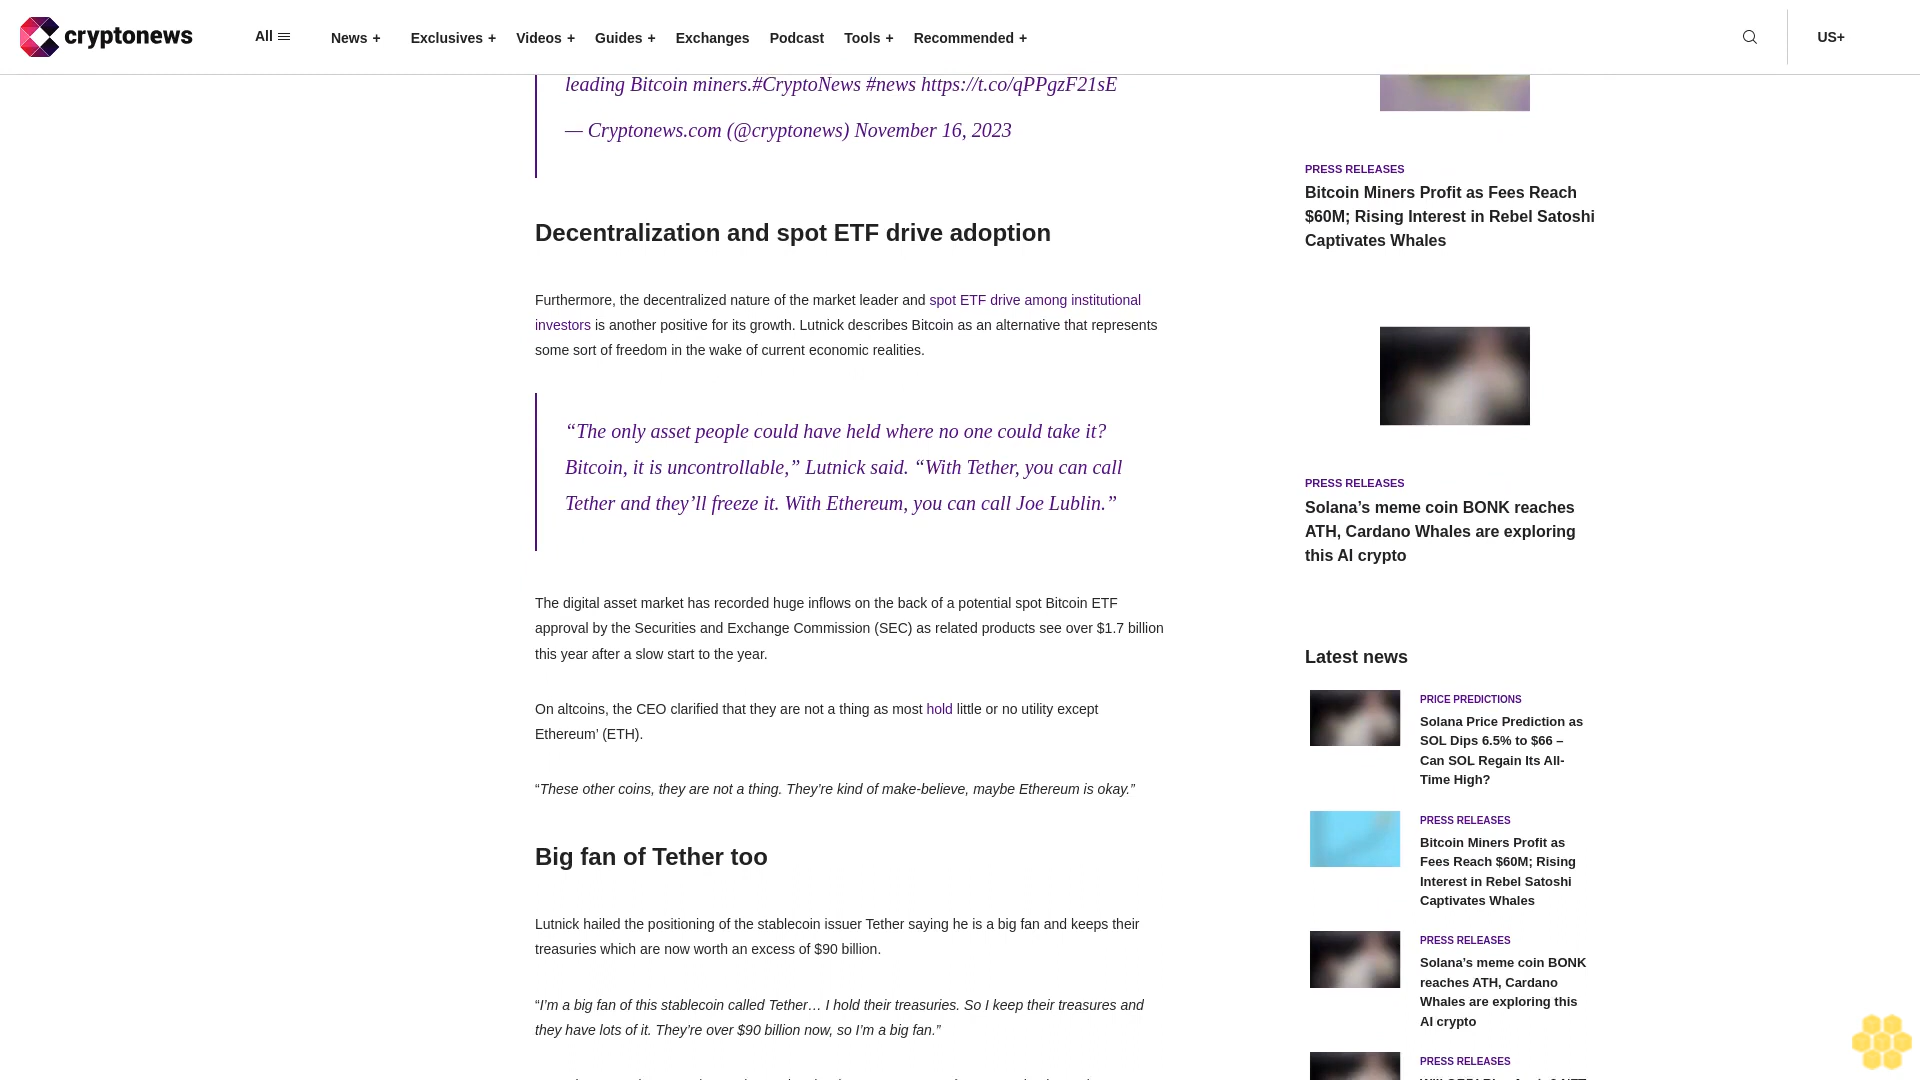 cryptonews
All
News +
Exclusives +
Videos +
Guides +
Exchanges
Podcast
Tools +
Recommended +
US+
leading Bitcoin miners.#CryptoNews #news https://t.co/qPPgzF21sE
— Cryptonews.com (@cryptonews) November 16, 2023
Decentralization and spot ETF drive adoption
Furthermore, the decentralized nature of the market leader and spot ETF drive among institutional
investors is another positive for its growth. Lutnick describes Bitcoin as an alternative that represents
some sort of freedom in the wake of current economic realities.
“The only asset people could have held where no one could take it?
Bitcoin, it is uncontrollable,” Lutnick said. “With Tether, you can call
Tether and they’ll freeze it. With Ethereum, you can call Joe Lublin.”
The digital asset market has recorded huge inflows on the back of a potential spot Bitcoin ETF
approval by the Securities and Exchange Commission (SEC) as related products see over $1.7 billion
this year after a slow start to the year.
On altcoins, the CEO clarified that they are not a thing as most hold little or no utility except
Ethereum’ (ETH).
“These other coins, they are not a thing. They’re kind of make-believe, maybe Ethereum is okay.”
Big fan of Tether too
Lutnick hailed the positioning of the stablecoin issuer Tether saying he is a big fan and keeps their
treasuries which are now worth an excess of $90 billion.
“I’m a big fan of this stablecoin called Tether… I hold their treasuries. So I keep their treasures and
they have lots of it. They’re over $90 billion now, so I’m a big fan.”
PRESS RELEASES
Bitcoin Miners Profit as Fees Reach
$60M; Rising Interest in Rebel Satoshi
Captivates Whales
PRESS RELEASES
Solana’s meme coin BONK reaches
ATH, Cardano Whales are exploring
this AI crypto
Latest news
PRICE PREDICTIONS
Solana Price Prediction as
SOL Dips 6.5% to $66 –
Can SOL Regain Its All-
Time High?
PRESS RELEASES
Bitcoin Miners Profit as
Fees Reach $60M; Rising
Interest in Rebel Satoshi
Captivates Whales
PRESS RELEASES
Solana’s meme coin BONK
reaches ATH, Cardano
Whales are exploring this
AI crypto
PRESS RELEASES